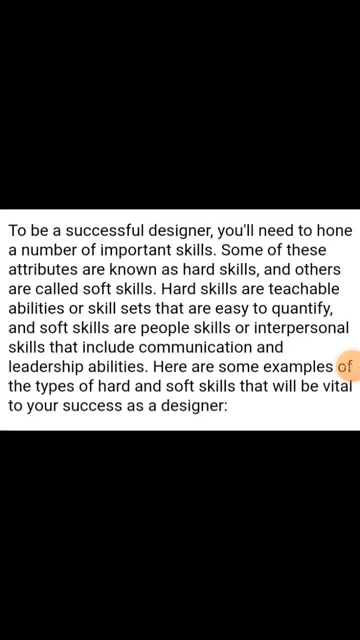 To be a successful designer, you'll need to hone
a number of important skills. Some of these
attributes are known as hard skills, and others
are called soft skills. Hard skills are teachable
abilities or skill sets that are easy to quantify,
and soft skills are people skills or interpersonal
skills that include communication and
leadership abilities. Here are some examples of
the types of hard and soft skills that will be vital
to your success as a designer: